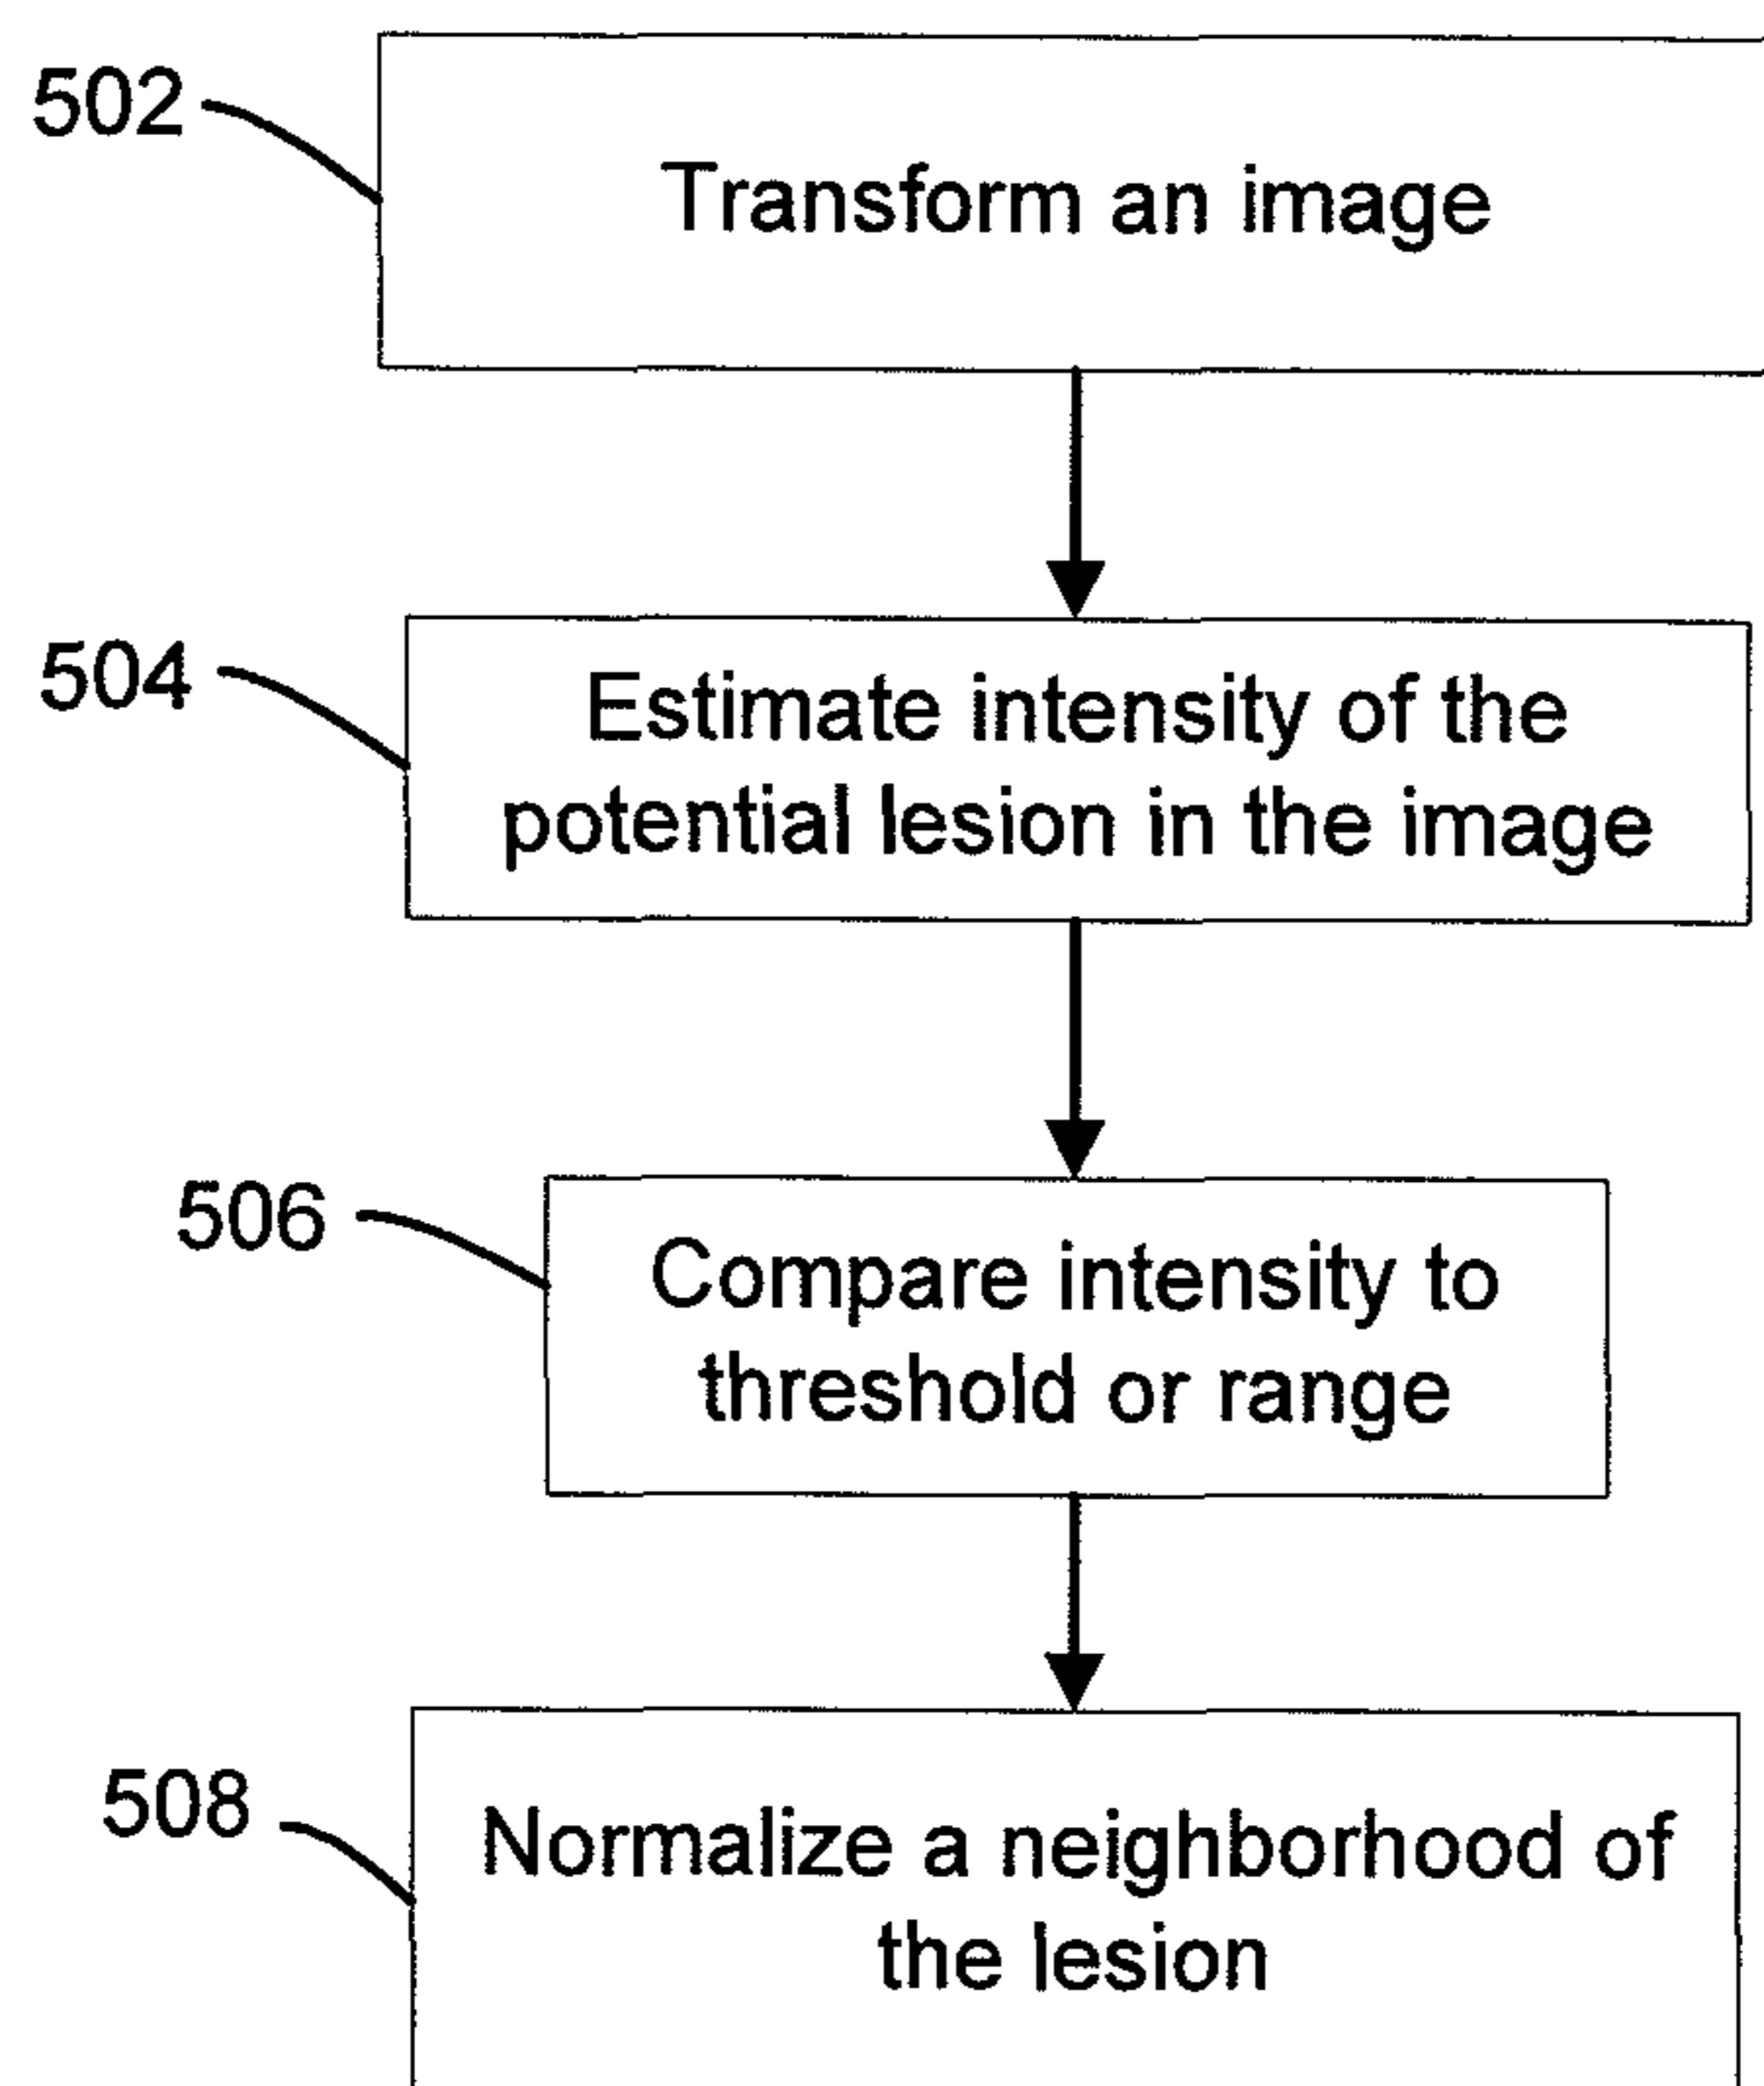 502
Transform an image
504
Estimate intensity of the
potential lesion in the image
506
Compare intensity to
threshold or range
508
Normalize a neighborhood of
the lesion